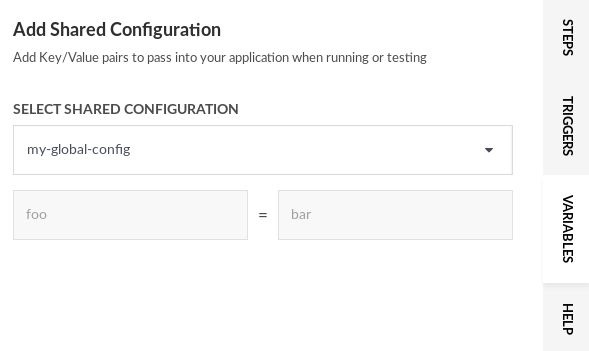 Add Shared Configuration
Add Key/Value pairs to pass into your application when running or testing
SELECT SHARED CONFIGURATION
my-global-config
foo = bar
STEPS
TRIGGERS
VARIABLES
HELP